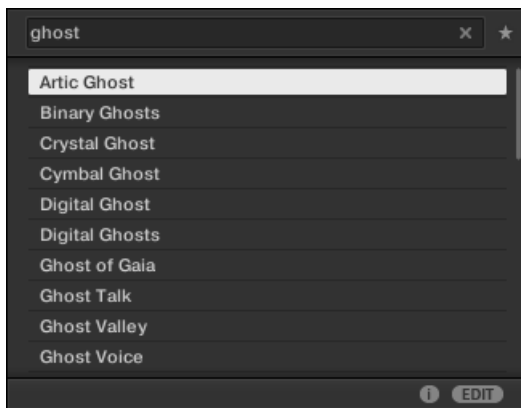 ghost
Artic Ghost
Binary Ghosts
Crystal Ghost
Cymbal Ghost
Digital Ghost
Digital Ghosts
Ghost of Gaia
Ghost Talk
Ghost Valley
Ghost Voice
i EDIT